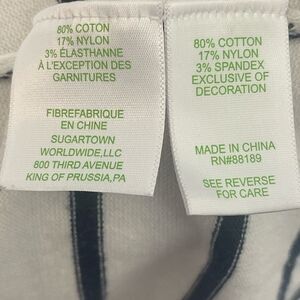 80% COTON
17% NYLON
3% ÉLASTHANNE
À L'EXCEPTION DES
GARNITURES
FIBREFABRIQUE
EN CHINE
SUGARTOWN
WORLDWIDE,LLC
800 THIRD AVENUE
KING OF PRUSSIA,PA
80% COTTON
17% NYLON
3% SPANDEX
EXCLUSIVE OF
DECORATION
MADE IN CHINA
RN#88189
SEE REVERSE
FOR CARE